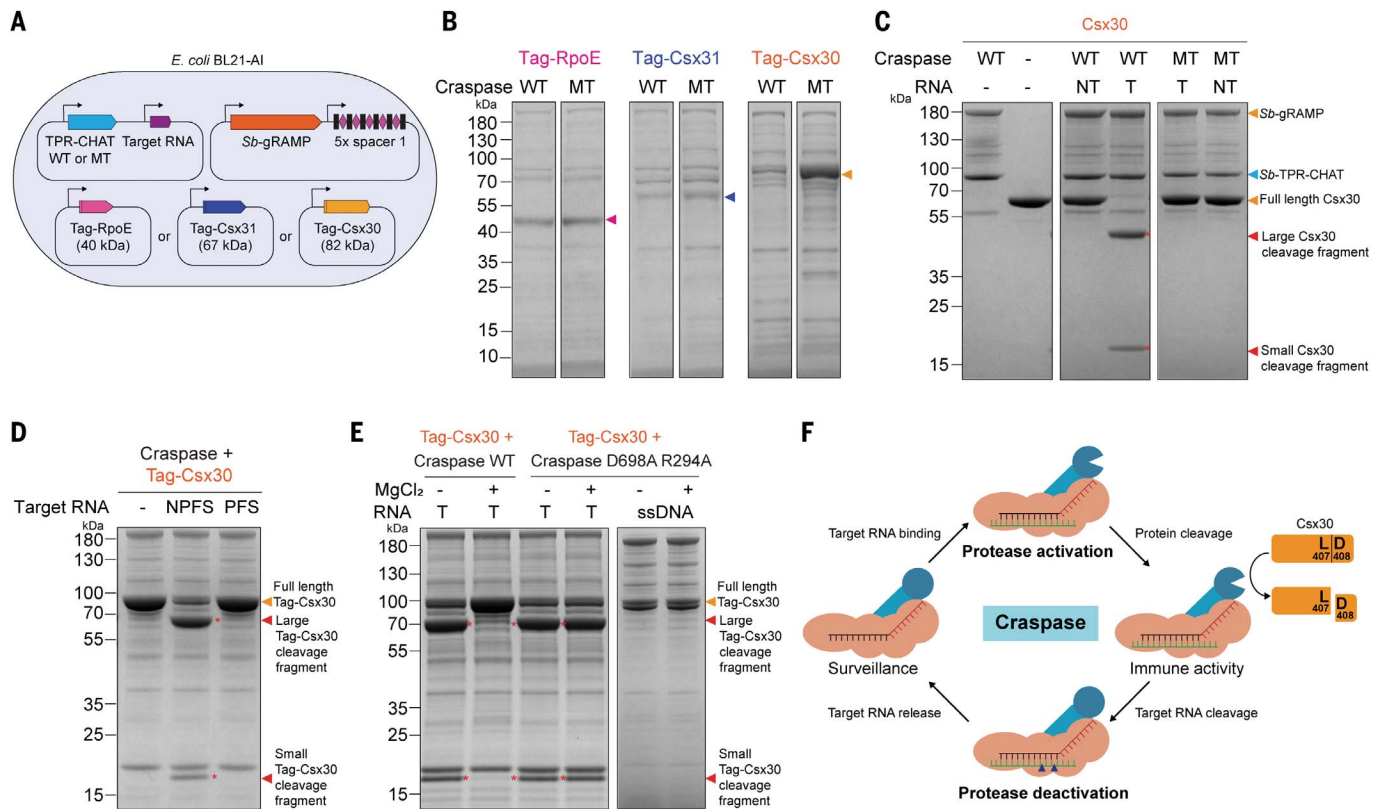 A
E. coli BL21-AI
TPR-CHAT
WT or MT
Target RNA
Sb-gRAMP
5x spacer 1
Tag-RpoE
(40 kDa)
or
Tag-Csx31
(67 kDa)
or
Tag-Csx30
(82 kDa)
B
Tag-RpoE Tag-Csx31 Tag-Csx30
Craspase WT MT WT MT WT MT
kDa
180
130
100
70
55
40
35
25
15
10
C
Csx30
Craspase WT - WT WT MT MT
RNA - - NT T T NT
kDa
180
130
100
70
55
35
25
15
Sb-gRAMP
Sb-TPR-CHAT
Full length Csx30
Large Csx30
cleavage fragment
Small Csx30
cleavage fragment
D
Craspase +
Tag-Csx30
Target RNA - NPFS PFS
kDa
180
130
100
70
55
35
25
15
*
*
Full length
Tag-Csx30
Large
Tag-Csx30
cleavage
fragment
Small
Tag-Csx30
cleavage
fragment
E
Tag-Csx30 + Tag-Csx30 +
Craspase WT Craspase D698A R294A
MgCl₂ - + - + - +
RNA T T T T ssDNA
kDa
180
130
100
70
55
35
25
15
* * *
* * *
Full length
Tag-Csx30
Large
Tag-Csx30
cleavage
fragment
Small
Tag-Csx30
cleavage
fragment
F
Target RNA binding
Protease activation
Protein cleavage
Csx30
L D
407 408
L
407
D
408
Craspase
Surveillance
Immune activity
Target RNA release
Target RNA cleavage
Protease deactivation